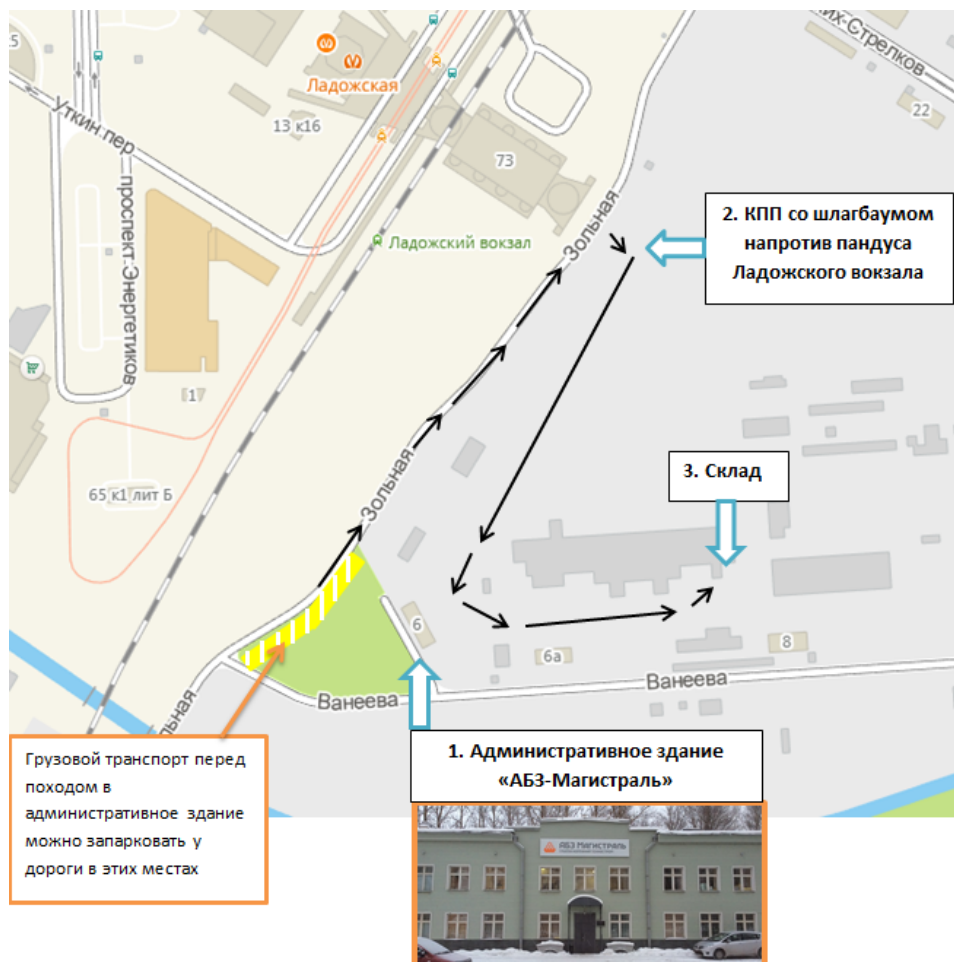 15
Уткин пер
проспект Энергетиков
Ладожская
13 к16
73
Ладожский вокзал
Зольная
22
2. КПП со шлагбаумом
напротив пандуса
Ладожского вокзала
1
65 к1 лит Б
Зольная
3. Склад
6
6а
8
Ванеева
Ванеева
Грузовой транспорт перед
походом в
административное здание
можно запарковать у
дороги в этих местах
1. Административное здание
«АБЗ-Магистраль»
АБЗ МАГИСТРАЛЬ